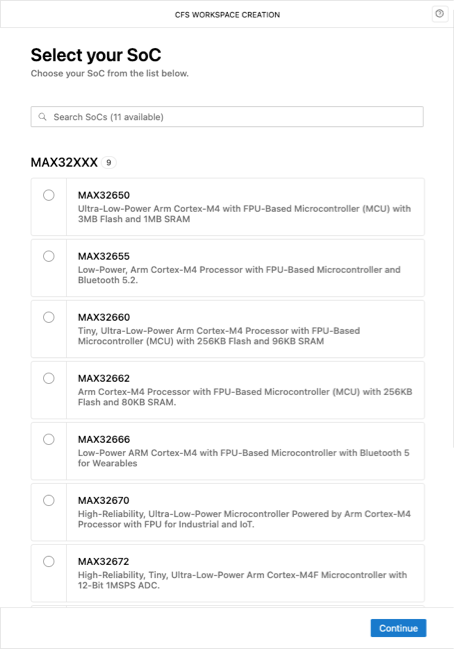 CFS WORKSPACE CREATION
Select your SoC
Choose your SoC from the list below.
Search SoCs (11 available)
MAX32XXX 9
MAX32650
Ultra-Low-Power Arm Cortex-M4 with FPU-Based Microcontroller (MCU) with
3MB Flash and 1MB SRAM
MAX32655
Low-Power, Arm Cortex-M4 Processor with FPU-Based Microcontroller and
Bluetooth 5.2.
MAX32660
Tiny, Ultra-Low-Power Arm Cortex-M4 Processor with FPU-Based
Microcontroller (MCU) with 256KB Flash and 96KB SRAM
MAX32662
Arm Cortex-M4 Processor with FPU-Based Microcontroller (MCU) with 256KB
Flash and 80KB SRAM.
MAX32666
Low-Power ARM Cortex-M4 with FPU-Based Microcontroller with Bluetooth 5
for Wearables
MAX32670
High-Reliability, Ultra-Low-Power Microcontroller Powered by Arm Cortex-M4
Processor with FPU for Industrial and IoT.
MAX32672
High-Reliability, Tiny, Ultra-Low-Power Arm Cortex-M4F Microcontroller with
12-Bit 1MSPS ADC.
Continue